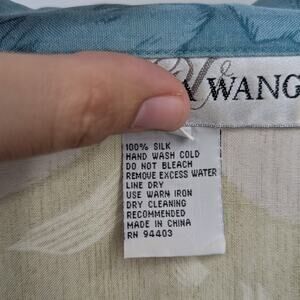 & WANG
100% SILK
HAND WASH COLD
DO NOT BLEACH
REMOVE EXCESS WATER
LINE DRY
USE WARN IRON
DRY CLEANING
RECOMMENDED
MADE IN CHINA
RN 94403